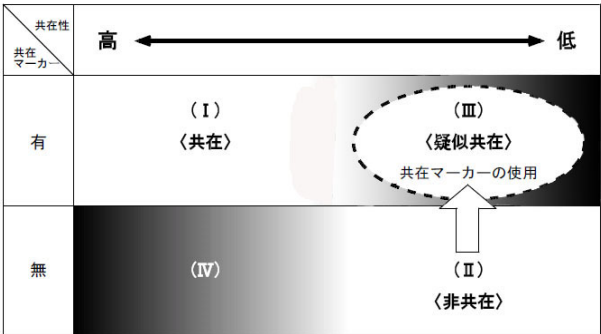 共在性
共在
マーカー
高
低
有
(Ⅰ)
〈共在〉
(Ⅲ)
〈疑似共在〉
共在マーカーの使用
無
(Ⅳ)
(Ⅱ)
〈非共在〉